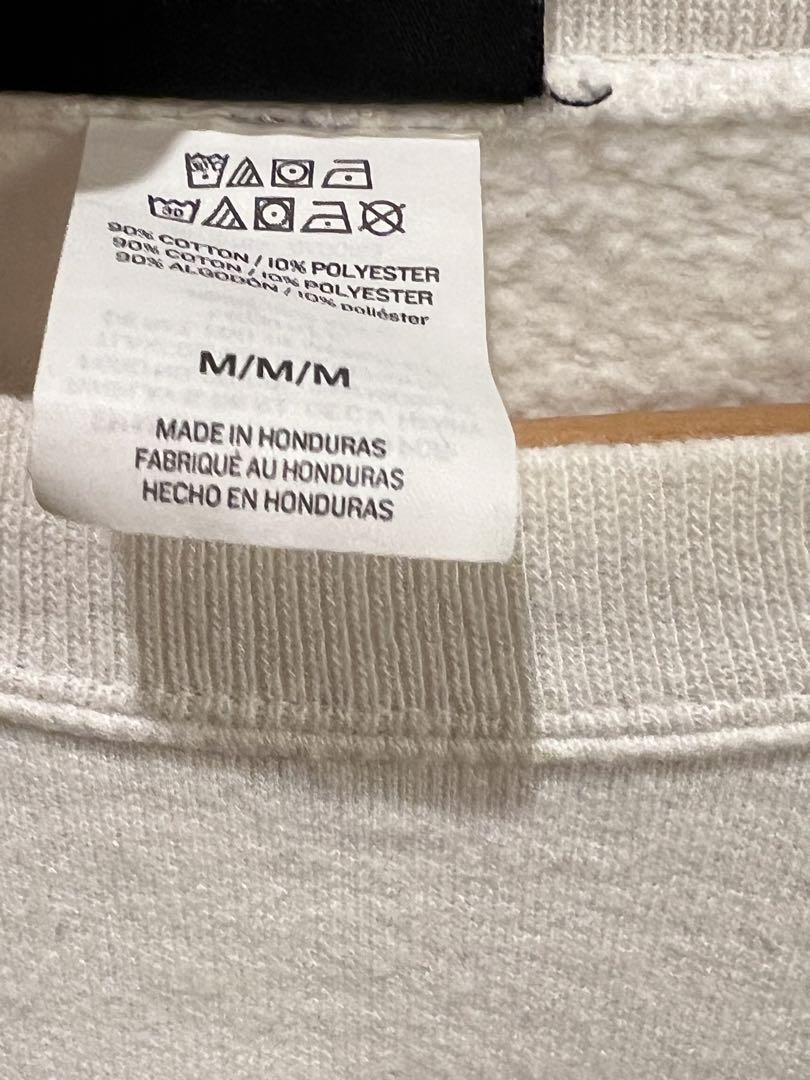 30
90% COTTON / 10% POLYESTER
90% COTON / 10% POLYESTER
90% ALGODÓN / 10% poliéster
M/M/M
MADE IN HONDURAS
FABRIQUÉ AU HONDURAS
HECHO EN HONDURAS